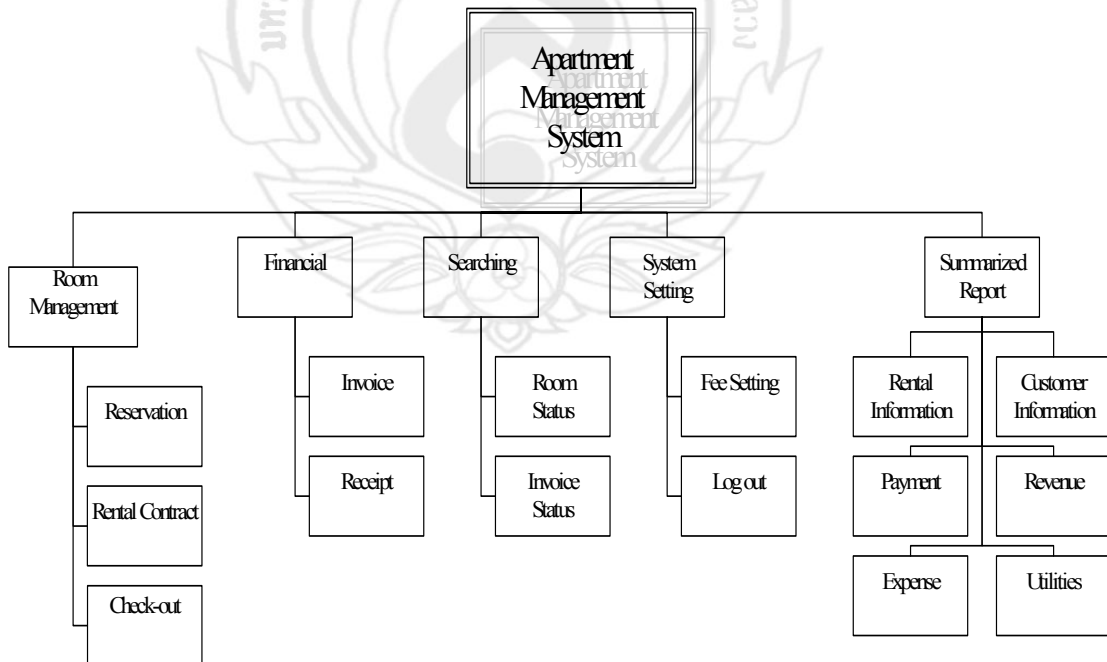 Apartment
Management
System
Financial
Searching
System
Setting
Summarized
Report
Room
Management
Invoice
Room
Status
Fee Setting
Rental
Information
Customer
Information
Reservation
Receipt
Invoice
Status
Log out
Payment
Revenue
Rental Contract
Expense
Utilities
Check-out